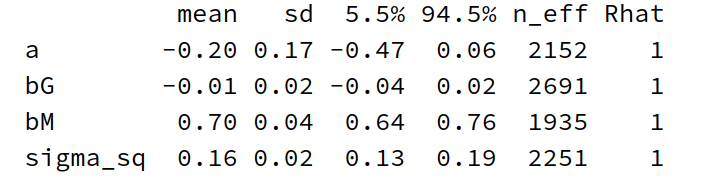 mean sd 5.5% 94.5% n_eff Rhat
a −0.20 0.17 −0.47 0.06 2152 1
bG −0.01 0.02 −0.04 0.02 2691 1
bM 0.70 0.04 0.64 0.76 1935 1
sigma_sq 0.16 0.02 0.13 0.19 2251 1